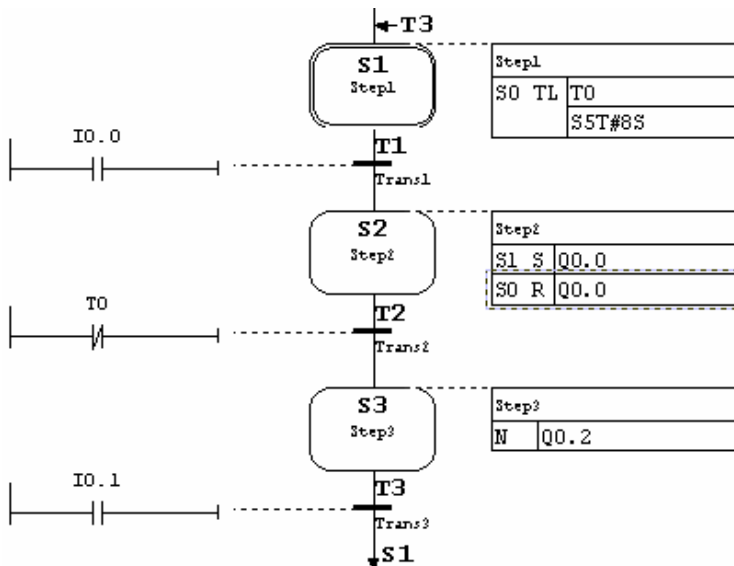 T3
S1
Step1
Step1
S0 TL T0
S5T#8S
I0.0
T1
Trans1
S2
Step2
Step2
S1 S Q0.0
S0 R Q0.0
T0
T2
Trans2
S3
Step3
Step3
N Q0.2
I0.1
T3
Trans3
S1